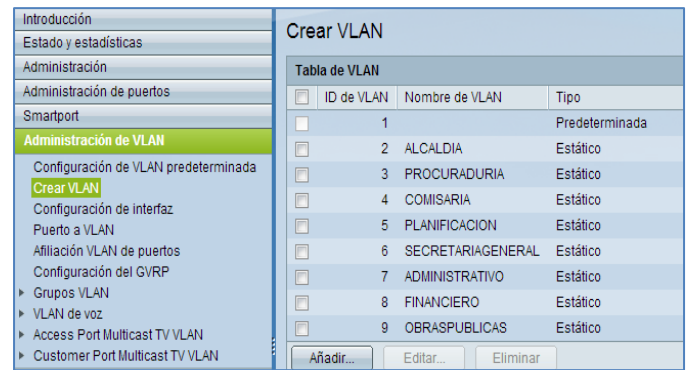 Introducción
Estado y estadísticas
Administración
Administración de puertos
Smartport
Administración de VLAN
Configuración de VLAN predeterminada
Crear VLAN
Configuración de interfaz
Puerto a VLAN
Afiliación VLAN de puertos
Configuración del GVRP
Grupos VLAN
VLAN de voz
Access Port Multicast TV VLAN
Customer Port Multicast TV VLAN
Crear VLAN
Tabla de VLAN
ID de VLAN Nombre de VLAN Tipo
1 Predeterminada
2 ALCALDIA Estático
3 PROCURADURIA Estático
4 COMISARIA Estático
5 PLANIFICACION Estático
6 SECRETARIAGENERAL Estático
7 ADMINISTRATIVO Estático
8 FINANCIERO Estático
9 OBRASPUBLICAS Estático
Añadir... Editar... Eliminar